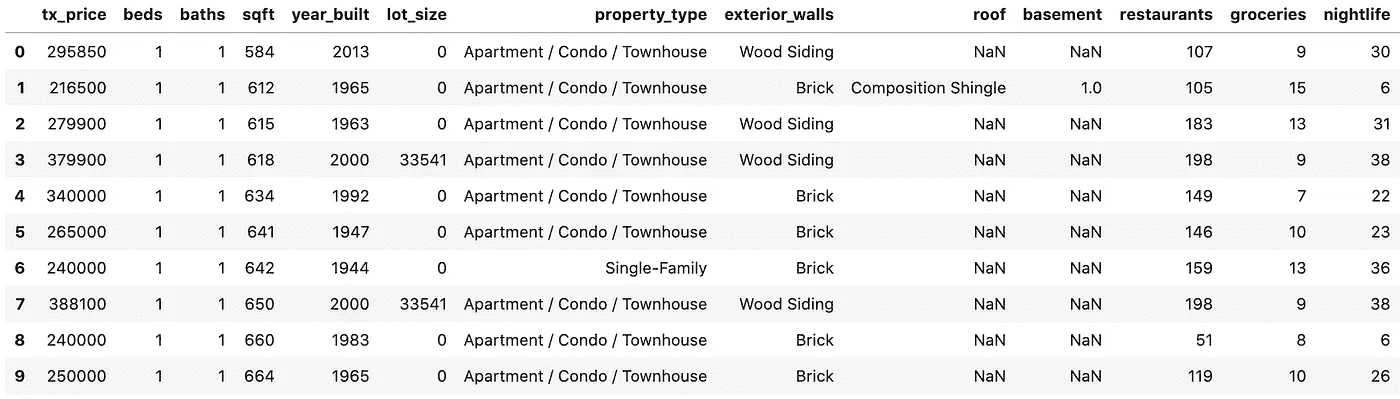 tx_price beds baths sqft year_built lot_size property_type exterior_walls roof basement restaurants groceries nightlife
0 295850 1 1 584 2013 0 Apartment / Condo / Townhouse Wood Siding NaN NaN 107 9 30
1 216500 1 1 612 1965 0 Apartment / Condo / Townhouse Brick Composition Shingle 1.0 105 15 6
2 279900 1 1 615 1963 0 Apartment / Condo / Townhouse Wood Siding NaN NaN 183 13 31
3 379900 1 1 618 2000 33541 Apartment / Condo / Townhouse Wood Siding NaN NaN 198 9 38
4 340000 1 1 634 1992 0 Apartment / Condo / Townhouse Brick NaN NaN 149 7 22
5 265000 1 1 641 1947 0 Apartment / Condo / Townhouse Brick NaN NaN 146 10 23
6 240000 1 1 642 1944 0 Single-Family Brick NaN NaN 159 13 36
7 388100 1 1 650 2000 33541 Apartment / Condo / Townhouse Wood Siding NaN NaN 198 9 38
8 240000 1 1 660 1983 0 Apartment / Condo / Townhouse Brick NaN NaN 51 8 6
9 250000 1 1 664 1965 0 Apartment / Condo / Townhouse Brick NaN NaN 119 10 26